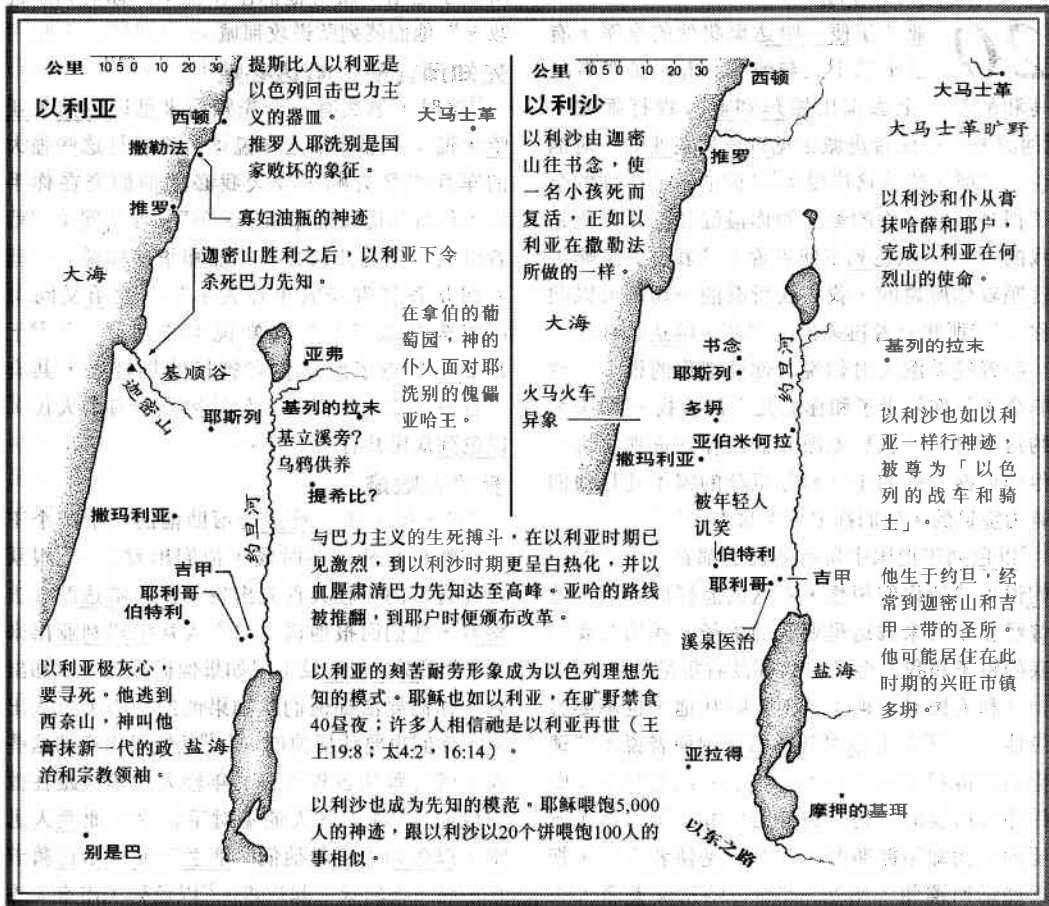 公里 10 5 0 10 20 30
以利亚
提斯比人以利亚是
以色列回击巴力主
义的器皿。
推罗人耶洗别是国
家败坏的象征。
西顿
大马士革
撒勒法
推罗
寡妇油瓶的神迹
大海
迦密山胜利之后，以利亚下令
杀死巴力先知。
在拿伯的葡
萄园，神的
仆人面对耶
洗别的傀儡
亚哈王。
亚弗
迦密山
基顺谷
耶斯列
基列的拉末
基立溪旁？
乌鸦供养
提希比？
撒玛利亚
约旦河
与巴力主义的生死搏斗，在以利亚时期已
见激烈，到以利沙时期更呈白热化，并以
血腥肃清巴力先知达至高峰。亚哈的路线
被推翻，到耶户时便颁布改革。
吉甲
耶利哥
伯特利
以利亚极灰心，
要寻死。他逃到
西奈山，神叫他
膏抹新一代的政
治和宗教领袖。
盐海
以利亚的刻苦耐劳形象成为以色列理想先
知的模式。耶稣也如以利亚，在旷野禁食
40昼夜；许多人相信祂是以利亚再世（王
上19:8；太4:2，16:14）。
以利沙也成为先知的模范。耶稣喂饱5,000
人的神迹，跟以利沙以20个饼喂饱100人的
事相似。
别是巴
公里 10 5 0 10 20 30
以利沙
西顿
大马士革
大马士革旷野
以利沙由迦密
山往书念，使
一名小孩死而
复活，正如以
利亚在撒勒法
所做的一样。
推罗
以利沙和仆从膏
抹哈薛和耶户，
完成以利亚在何
烈山的使命。
大海
书念
约旦河
基列的拉末
耶斯列
火马火车
异象
多坍
亚伯米何拉
撒玛利亚
以利沙也如以利
亚一样行神迹，
被尊为「以色
列的战车和骑
士」。
被年轻人
讥笑
伯特利
耶利哥
吉甲
溪泉医治
他生于约旦，经
常到迦密山和吉
甲一带的圣所。
他可能居住在此
时期的兴旺市镇
多坍。
盐海
亚拉得
摩押的基珥
以东之路